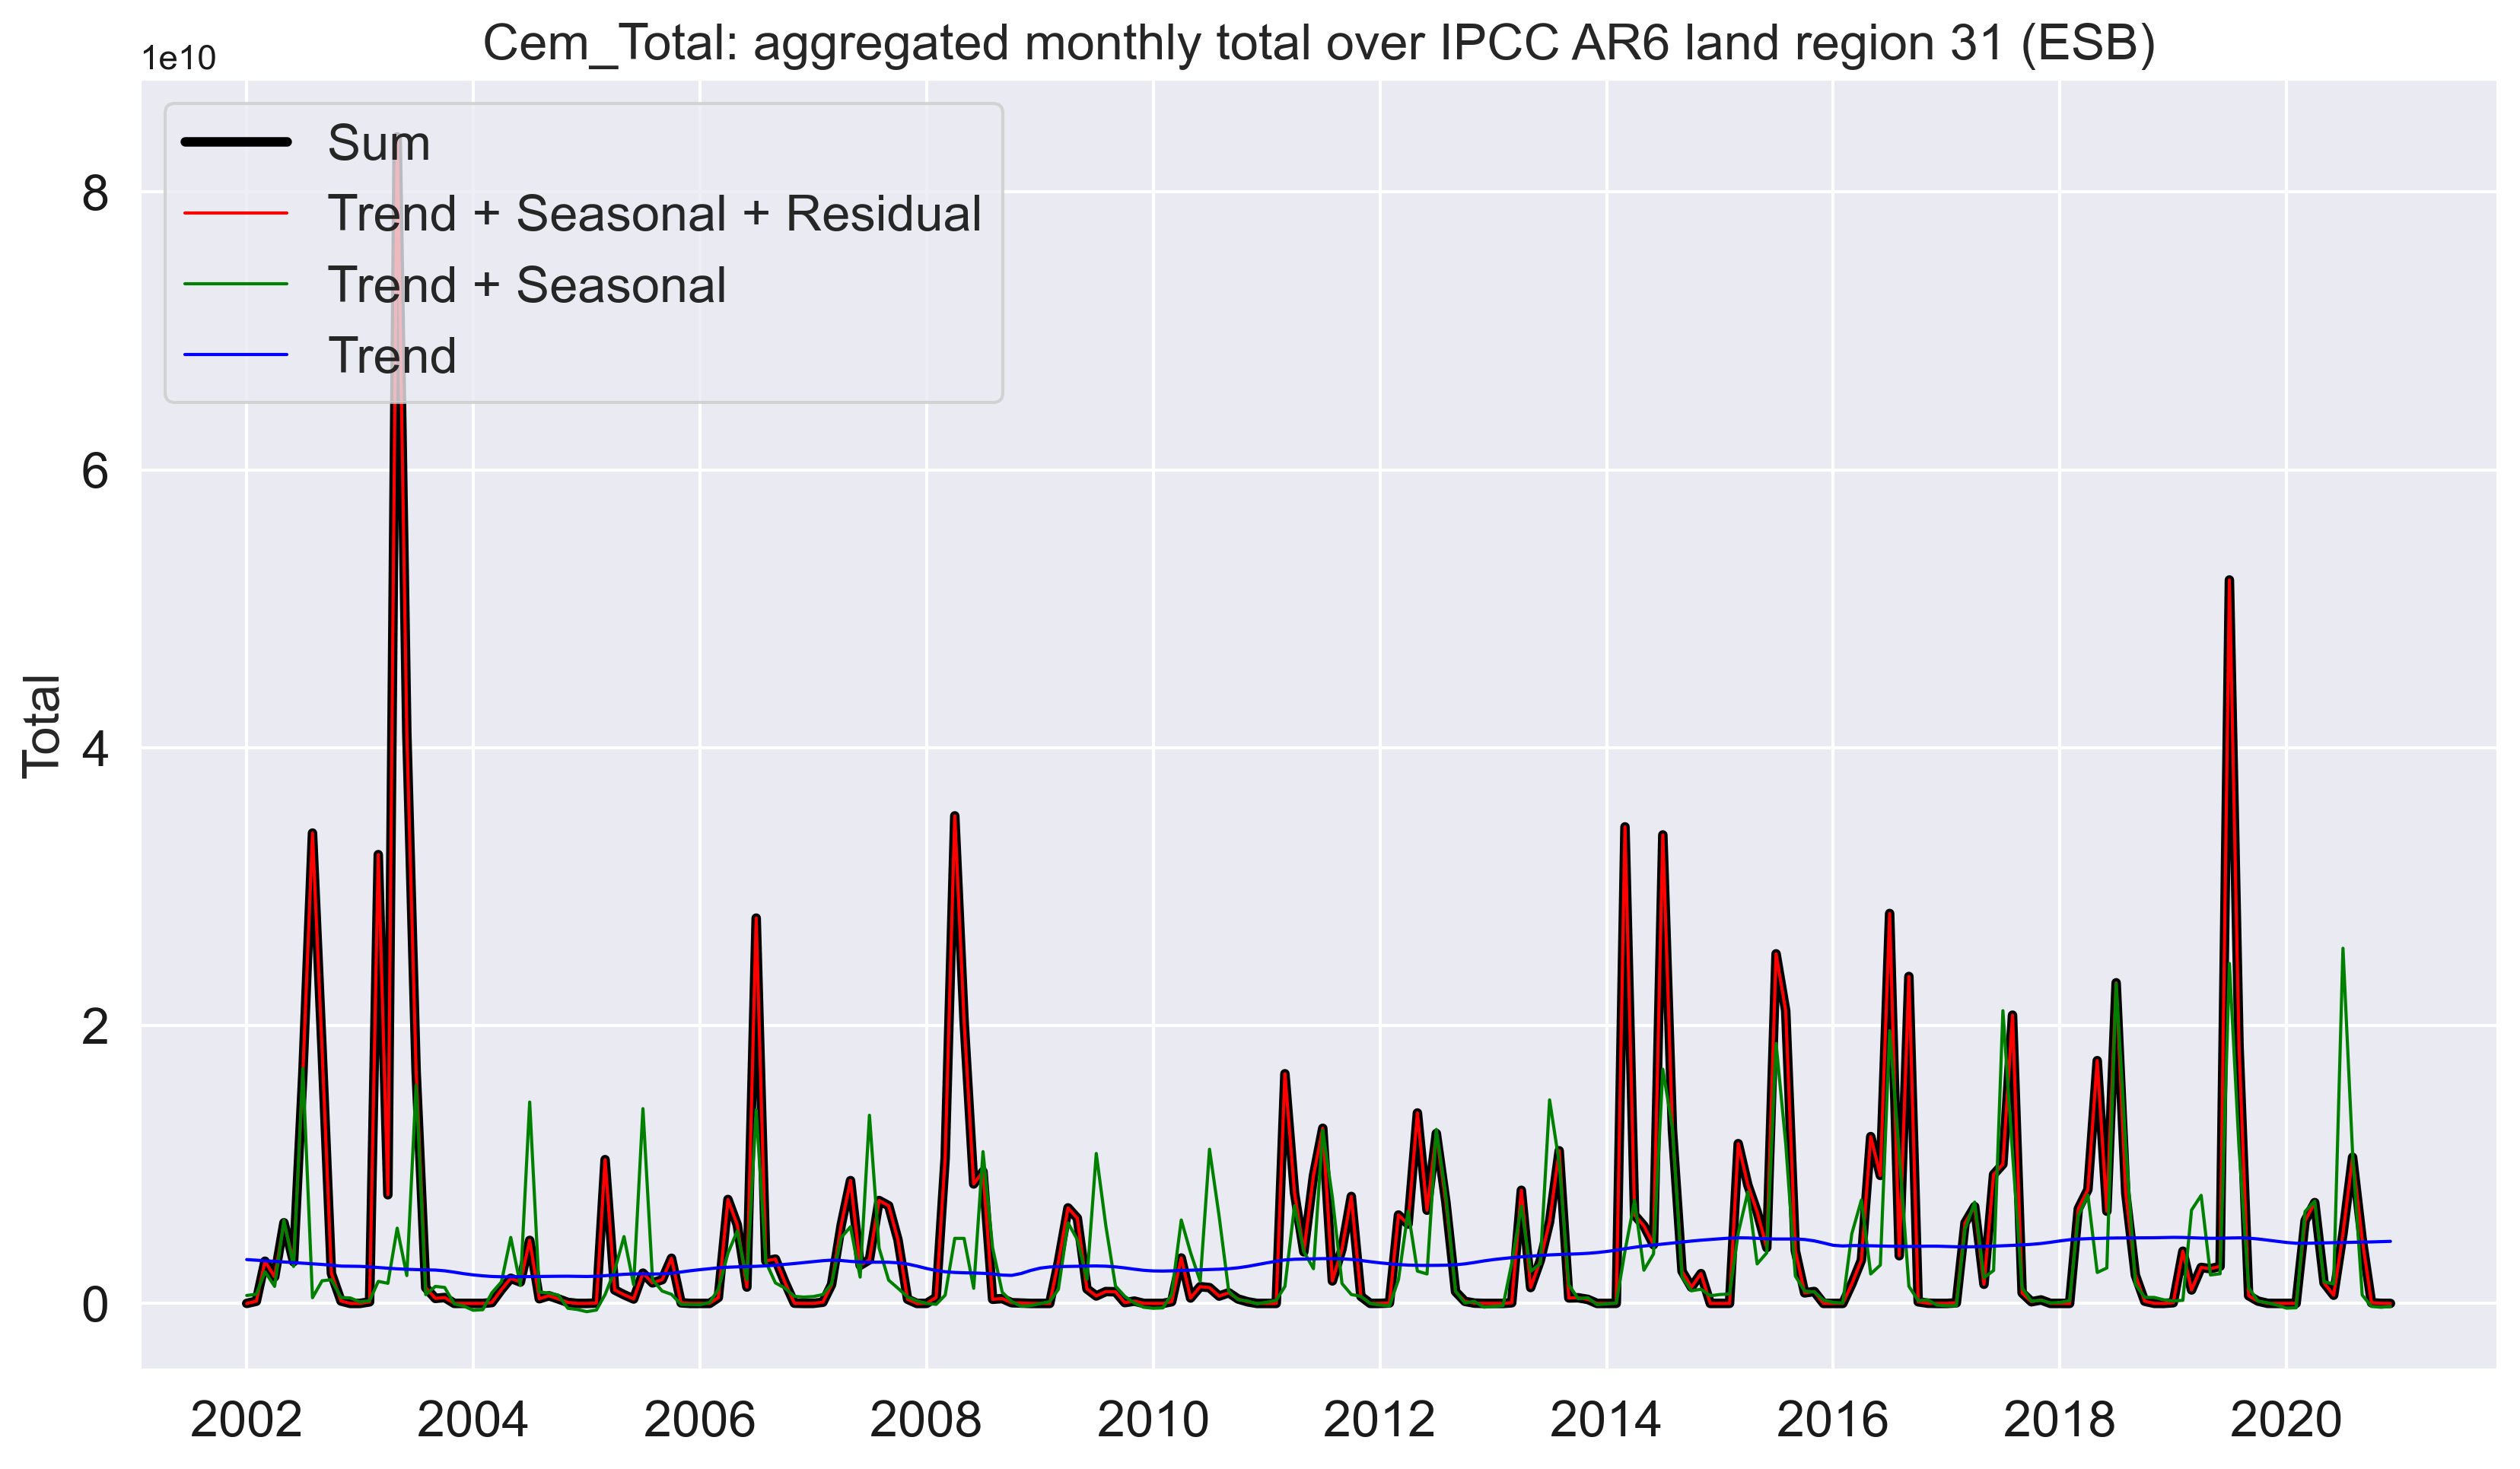 Cem_Total: aggregated monthly total over IPCC AR6 land region 31 (ESB)
1e10
Sum
Trend + Seasonal + Residual
Trend + Seasonal
Trend
8
6
4
2
0
Total
2002 2004 2006 2008 2010 2012 2014 2016 2018 2020